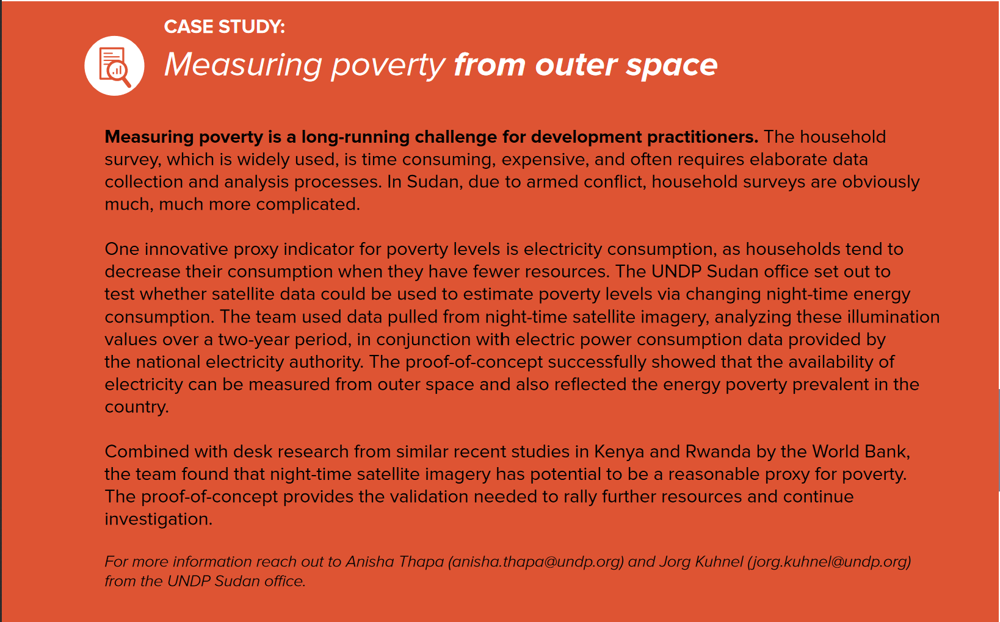 CASE STUDY:
Measuring poverty from outer space
Measuring poverty is a long-running challenge for development practitioners. The household
survey, which is widely used, is time consuming, expensive, and often requires elaborate data
collection and analysis processes. In Sudan, due to armed conflict, household surveys are obviously
much, much more complicated.
One innovative proxy indicator for poverty levels is electricity consumption, as households tend to
decrease their consumption when they have fewer resources. The UNDP Sudan office set out to
test whether satellite data could be used to estimate poverty levels via changing night-time energy
consumption. The team used data pulled from night-time satellite imagery, analyzing these illumination
values over a two-year period, in conjunction with electric power consumption data provided by
the national electricity authority. The proof-of-concept successfully showed that the availability of
electricity can be measured from outer space and also reflected the energy poverty prevalent in the
country.
Combined with desk research from similar recent studies in Kenya and Rwanda by the World Bank,
the team found that night-time satellite imagery has potential to be a reasonable proxy for poverty.
The proof-of-concept provides the validation needed to rally further resources and continue
investigation.
For more information reach out to Anisha Thapa (anisha.thapa@undp.org) and Jorg Kuhnel (jorg.kuhnel@undp.org)
from the UNDP Sudan office.